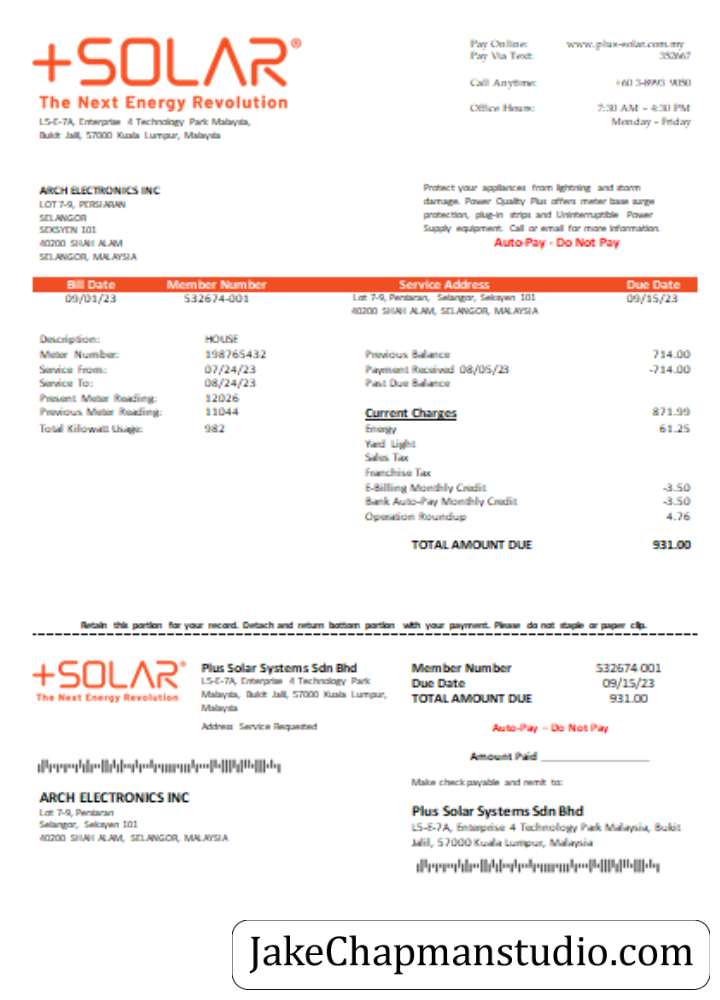 +SOLAR®
The Next Energy Revolution
L5-E-7A, Enterprise 4 Technology Park Malaysia,
Bukit Jalil, 57000 Kuala Lumpur, Malaysia
Pay Online: www.plus-solar.com.my
Pay Via Text: 352667
Call Anytime: +60 3-8993 9050
Office Hours: 7:30 AM – 4:30 PM
Monday – Friday
ARCH ELECTRONICS INC
LOT 7-9, PERSIARAN
SELANGOR
SEKSYEN 101
40200 SHAH ALAM
SELANGOR, MALAYSIA
Protect your appliances from lightning and storm
damage. Power Quality Plus offers meter base surge
protection, plug-in strips and Uninterruptible Power
Supply equipment. Call or email for more information.
Auto-Pay - Do Not Pay
Bill Date Member Number Service Address Due Date
09/01/23 532674-001 Lot 7-9, Persiaran, Selangor, Seksyen 101 09/15/23
40200 SHAH ALAM, SELANGOR, MALAYSIA
Description: HOUSE
Meter Number: 198765432
Service From: 07/24/23
Service To: 08/24/23
Present Meter Reading: 12026
Previous Meter Reading: 11044
Total Kilowatt Usage: 982
Previous Balance 714.00
Payment Received 08/05/23 -714.00
Past Due Balance
Current Charges 871.99
Energy 61.25
Yard Light
Sales Tax
Franchise Tax
E-Billing Monthly Credit -3.50
Bank Auto-Pay Monthly Credit -3.50
Operation Roundup 4.76
TOTAL AMOUNT DUE 931.00
Retain this portion for your record. Detach and return bottom portion with your payment. Please do not staple or paper clip.
+SOLAR®
The Next Energy Revolution
Plus Solar Systems Sdn Bhd
L5-E-7A, Enterprise 4 Technology Park
Malaysia, Bukit Jalil, 57000 Kuala Lumpur,
Malaysia
Address Service Requested
Member Number 532674 001
Due Date 09/15/23
TOTAL AMOUNT DUE 931.00
Auto-Pay – Do Not Pay
Amount Paid
Make check payable and remit to:
ARCH ELECTRONICS INC
Lot 7-9, Persiaran
Selangor, Seksyen 101
40200 SHAH ALAM, SELANGOR, MALAYSIA
Plus Solar Systems Sdn Bhd
L5-E-7A, Enterprise 4 Technology Park Malaysia, Bukit
Jalil, 57000 Kuala Lumpur, Malaysia
JakeChapmanstudio.com